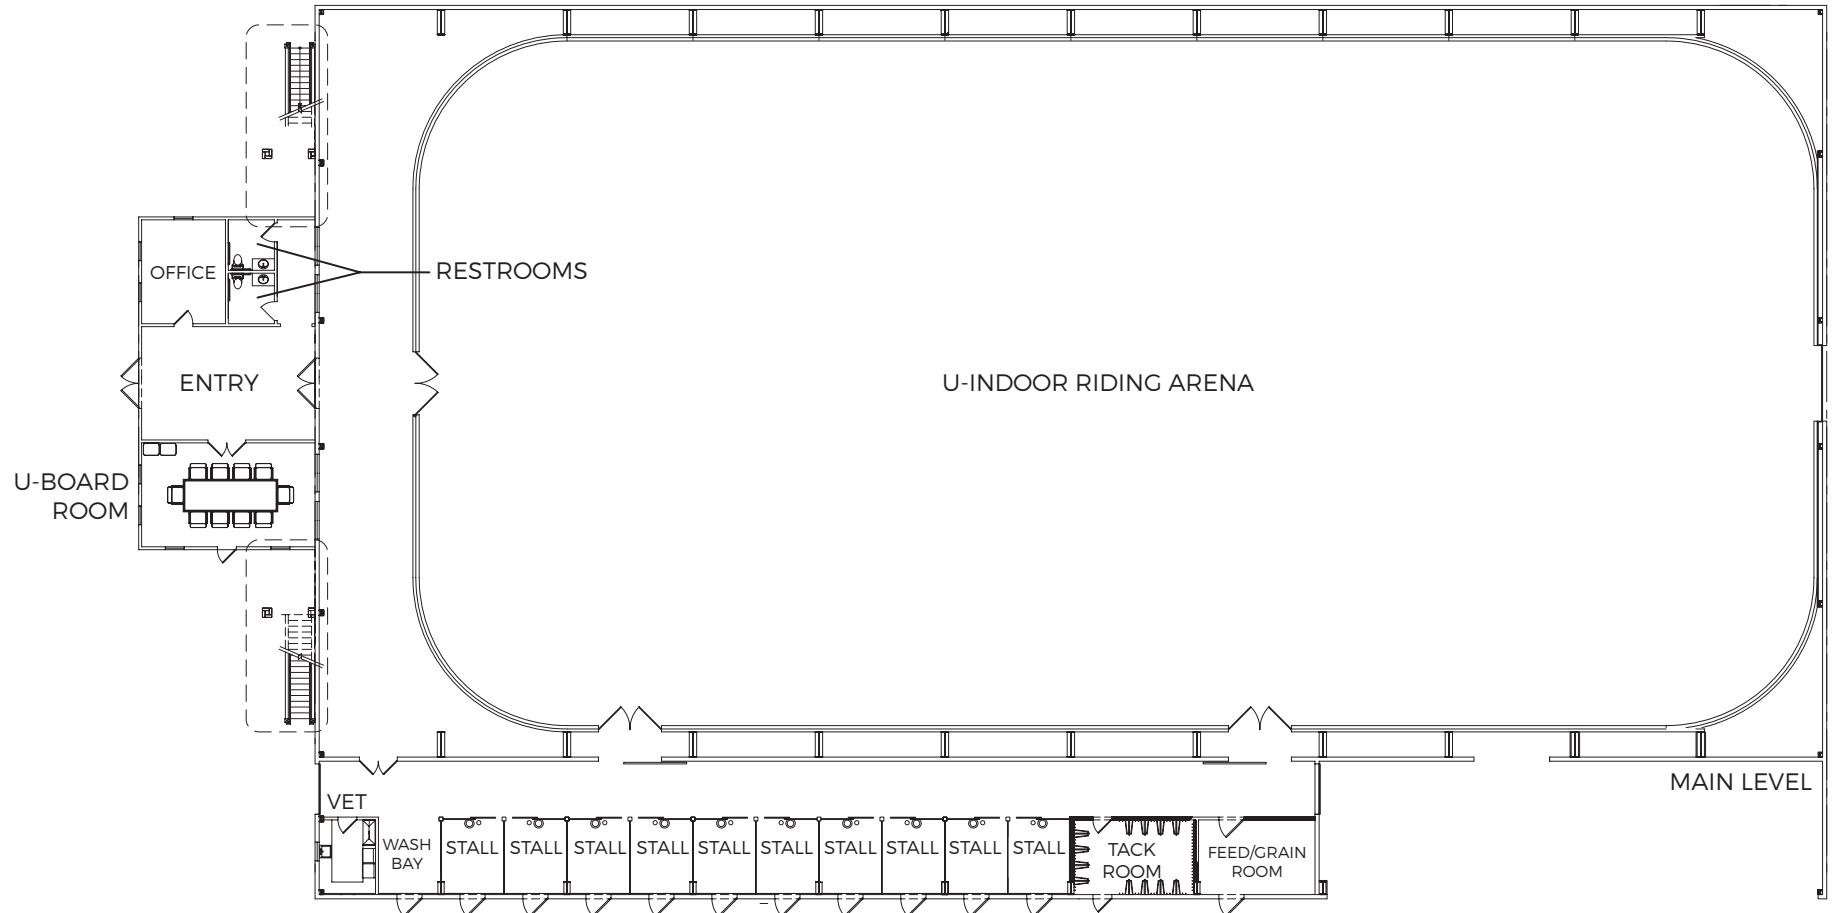 OFFICE
RESTROOMS
ENTRY
U-INDOOR RIDING ARENA
U-BOARD
ROOM
MAIN LEVEL
VET
WASH
BAY
STALL
STALL
STALL
STALL
STALL
STALL
STALL
STALL
STALL
STALL
TACK
ROOM
FEED/GRAIN
ROOM